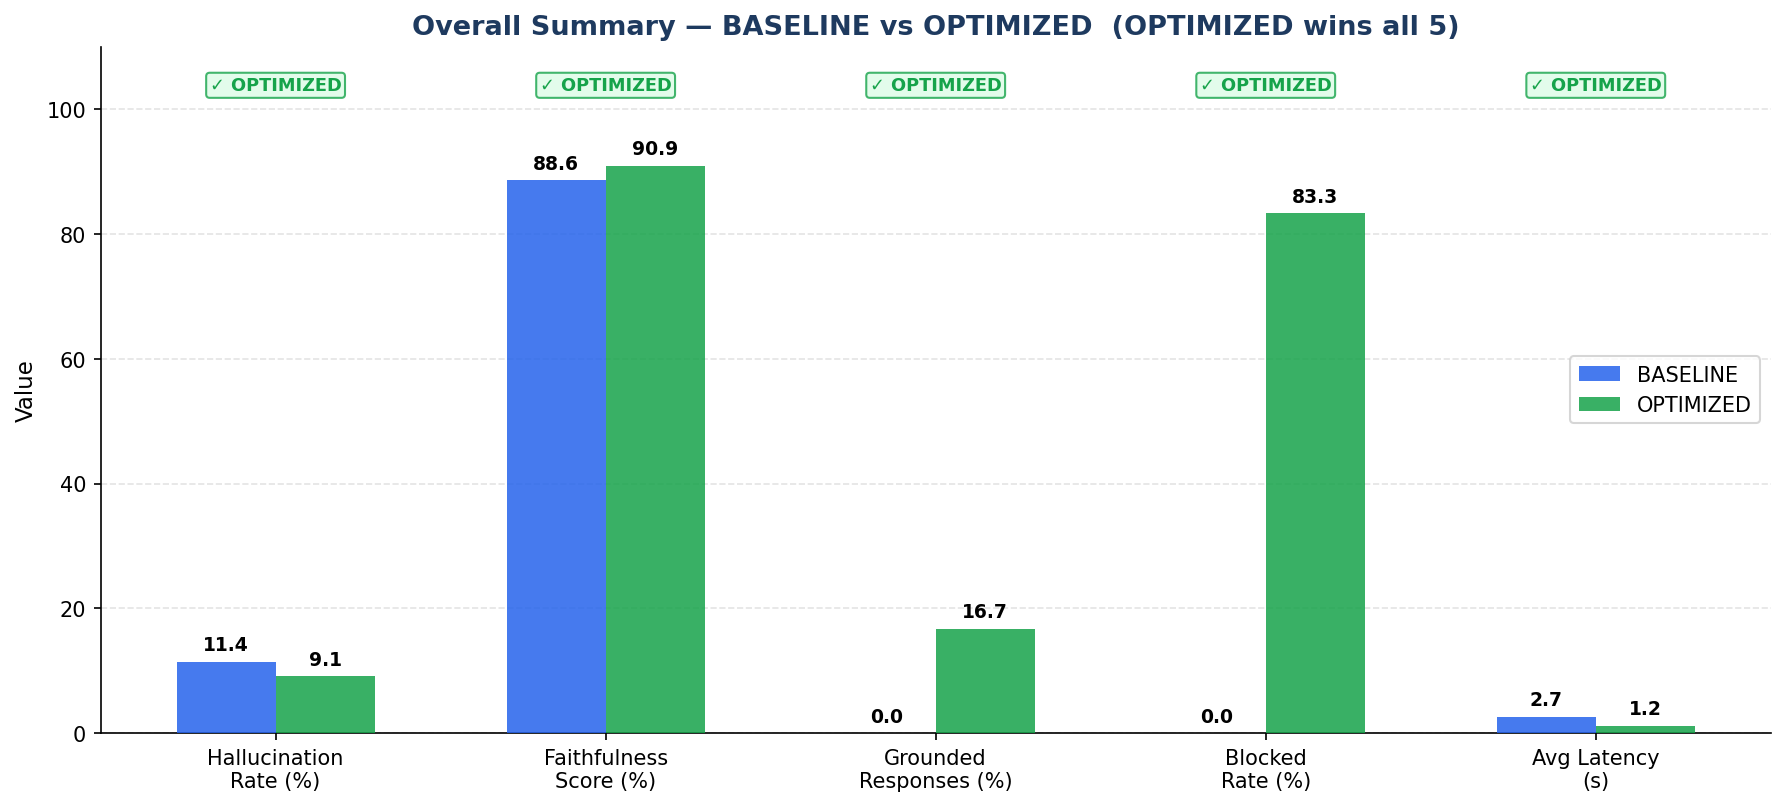 Overall Summary — BASELINE vs OPTIMIZED (OPTIMIZED wins all 5)
✓ OPTIMIZED
✓ OPTIMIZED
✓ OPTIMIZED
✓ OPTIMIZED
✓ OPTIMIZED
Value
100
80
60
40
20
0
11.4
9.1
88.6
90.9
0.0
16.7
0.0
83.3
2.7
1.2
BASELINE
OPTIMIZED
Hallucination
Rate (%)
Faithfulness
Score (%)
Grounded
Responses (%)
Blocked
Rate (%)
Avg Latency
(s)